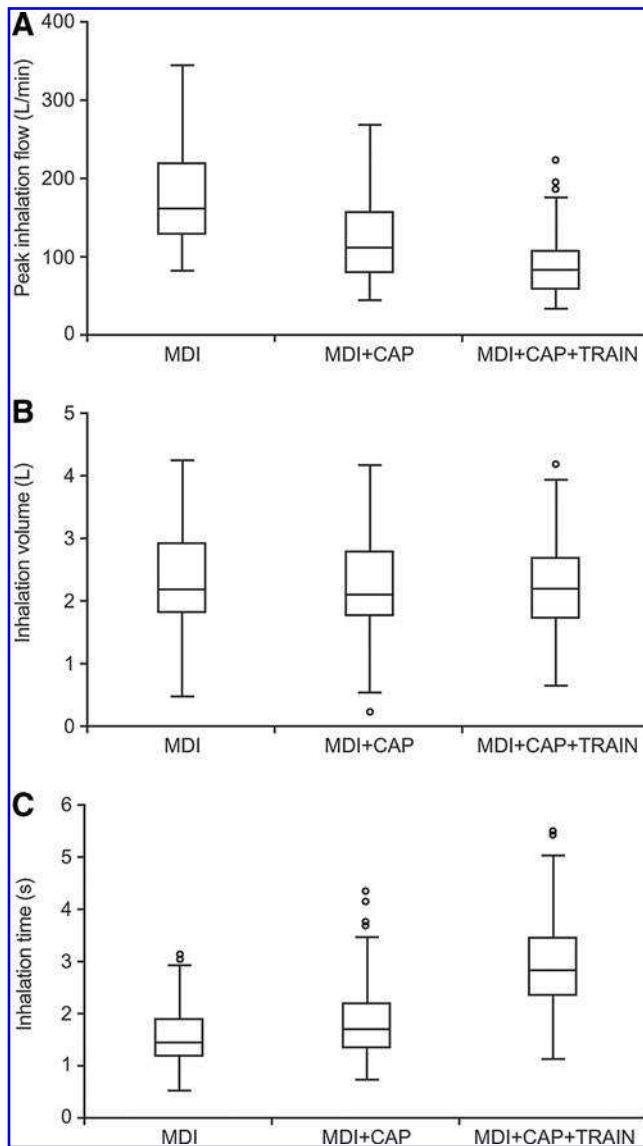 A
Peak inhalation flow (L/min)
400
300
200
100
0
MDI
MDI+CAP
MDI+CAP+TRAIN
B
Inhalation volume (L)
5
4
3
2
1
0
MDI
MDI+CAP
MDI+CAP+TRAIN
C
Inhalation time (s)
6
5
4
3
2
1
0
MDI
MDI+CAP
MDI+CAP+TRAIN